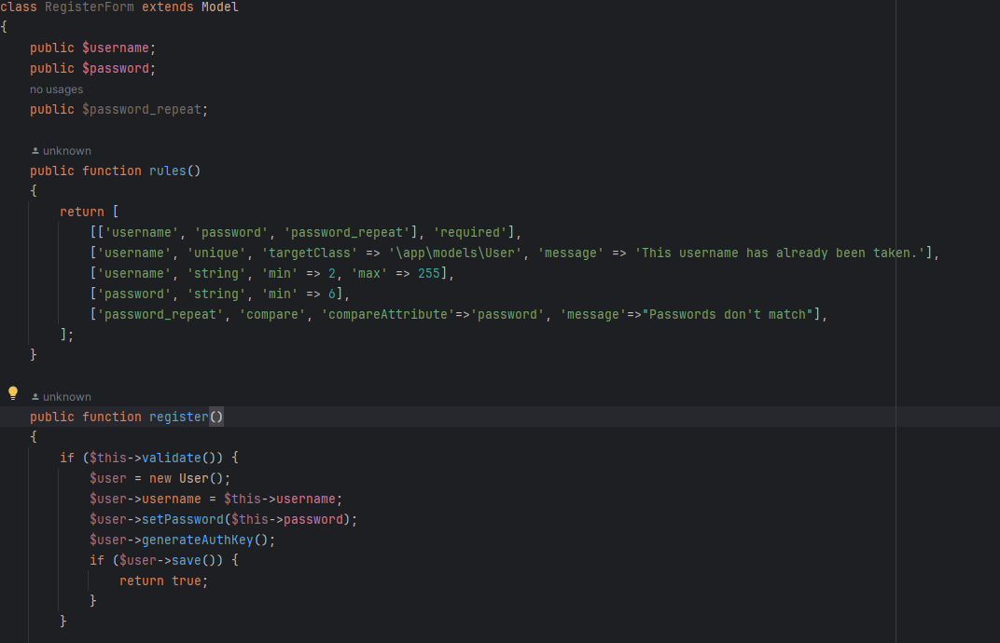 class RegisterForm extends Model
{
    public $username;
    public $password;
    no usages
    public $password_repeat;
    unknown
    public function rules()
    {
        return [
            [['username', 'password', 'password_repeat'], 'required'],
            ['username', 'unique', 'targetClass' => '\app\models\User', 'message' => 'This username has already been taken.'],
            ['username', 'string', 'min' => 2, 'max' => 255],
            ['password', 'string', 'min' => 6],
            ['password_repeat', 'compare', 'compareAttribute'=>'password', 'message'=>"Passwords don't match"],
        ];
    }
    unknown
    public function register()
    {
        if ($this->validate()) {
            $user = new User();
            $user->username = $this->username;
            $user->setPassword($this->password);
            $user->generateAuthKey();
            if ($user->save()) {
                return true;
            }
        }